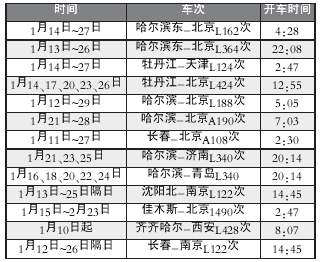 时间 车次 开车时间
1月14日~27日 哈尔滨东—北京L162次 4:28
1月13日~26日 哈尔滨东—北京L364次 22:08
1月14日~27日 牡丹江—天津L124次 2:47
1月14、17、20、23、26日 牡丹江—北京L424次 12:55
1月12日~29日 哈尔滨—北京L188次 5:05
1月21日~28日 哈尔滨—北京A190次 7:03
1月11日~27日 长春—北京A108次 2:30
1月21、23、25日 哈尔滨—济南L340次 20:14
1月16、18、20、22、24日 哈尔滨—青岛L340 20:14
1月13日~25日隔日 沈阳北—南京L122次 14:45
1月15日~2月23日 佳木斯—北京1490次 2:47
1月10日起 齐齐哈尔—西安L428次 8:07
1月12日~26日隔日 长春—南京L122次 14:45